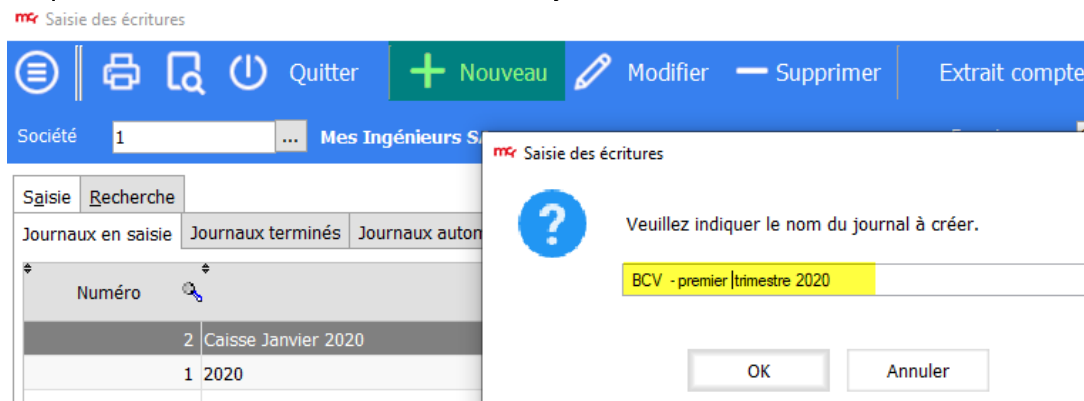 mcr Saisie des écritures
Quitter Nouveau Modifier Supprimer Extrait compte
Société 1 ... Mes Ingénieurs S
mcr Saisie des écritures
Saisie Recherche
Veuillez indiquer le nom du journal à créer.
Journaux en saisie Journaux terminés Journaux autom
BCV - premier trimestre 2020
Numéro
2 Caisse Janvier 2020
1 2020
OK Annuler